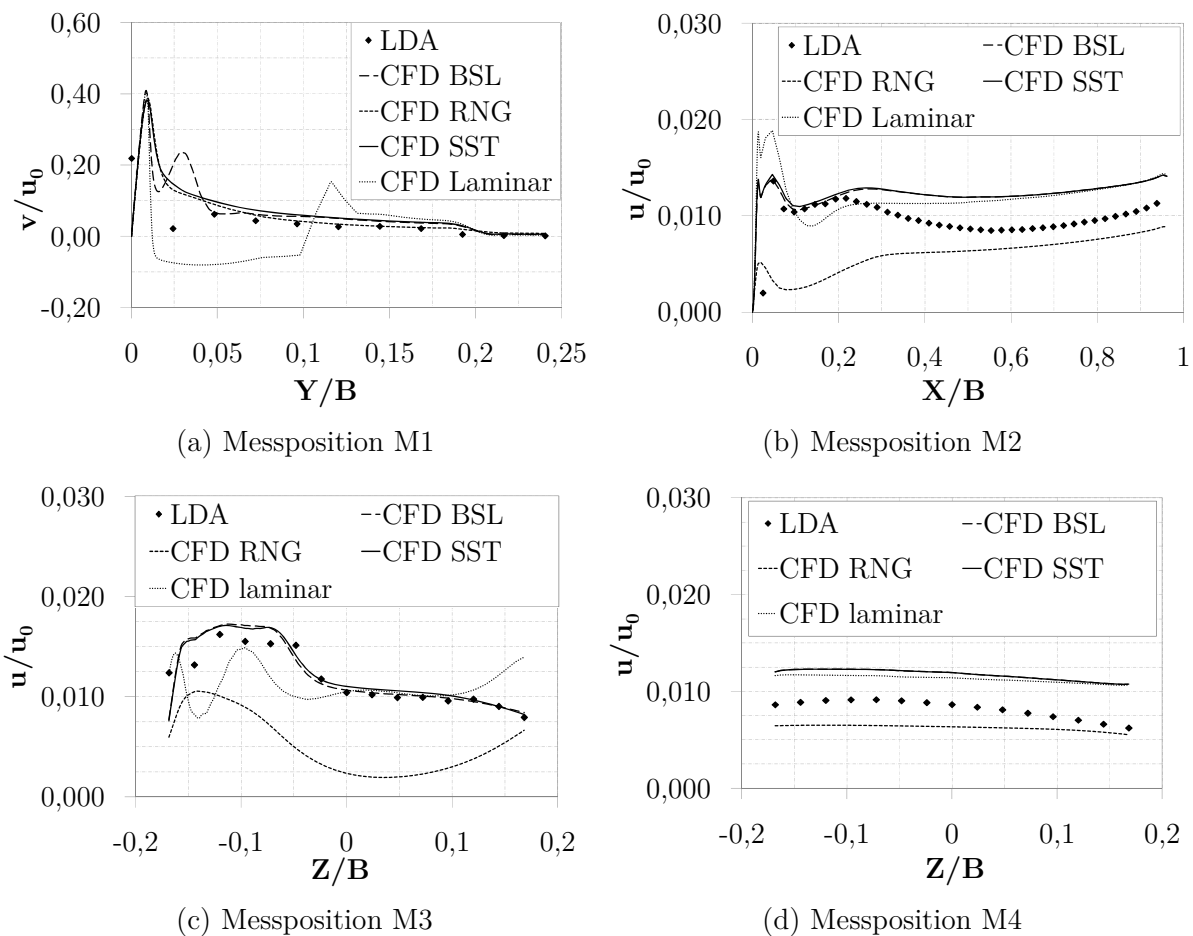 0,60
0,40
0,20
0,00
-0,20
v/u0
LDA
CFD BSL
CFD RNG
CFD SST
CFD Laminar
0 0,05 0,1 0,15 0,2 0,25
Y/B
(a) Messposition M1
0,030
0,020
0,010
0,000
u/u0
LDA CFD BSL
CFD RNG CFD SST
CFD Laminar
0 0,2 0,4 0,6 0,8 1
X/B
(b) Messposition M2
0,030
0,020
0,010
0,000
u/u0
LDA CFD BSL
CFD RNG CFD SST
CFD laminar
-0,2 -0,1 0 0,1 0,2
Z/B
(c) Messposition M3
0,030
0,020
0,010
0,000
u/u0
LDA CFD BSL
CFD RNG CFD SST
CFD laminar
-0,2 -0,1 0 0,1 0,2
Z/B
(d) Messposition M4